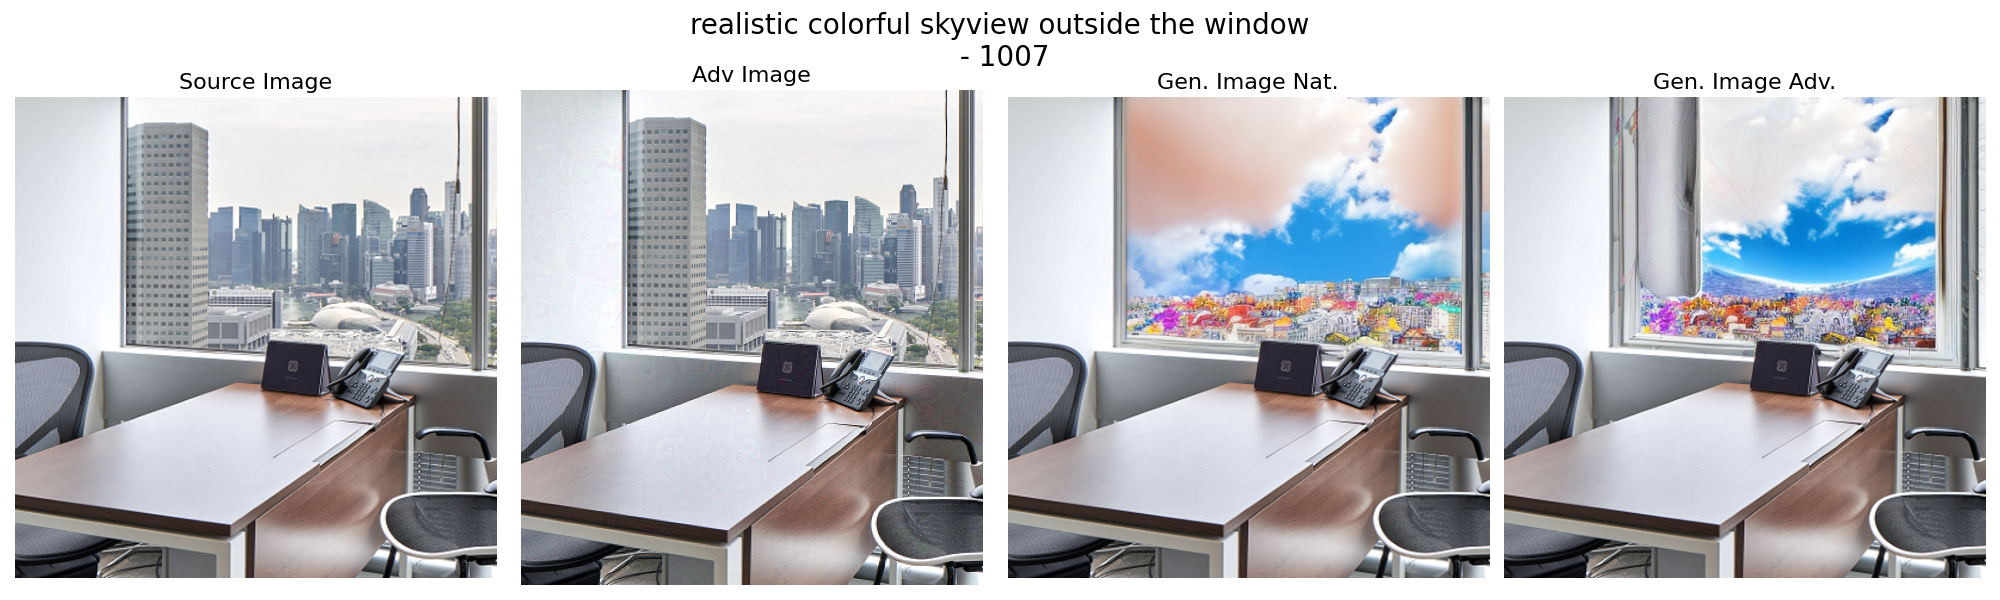 realistic colorful skyview outside the window
- 1007
Source Image
Adv Image
Gen. Image Nat.
Gen. Image Adv.